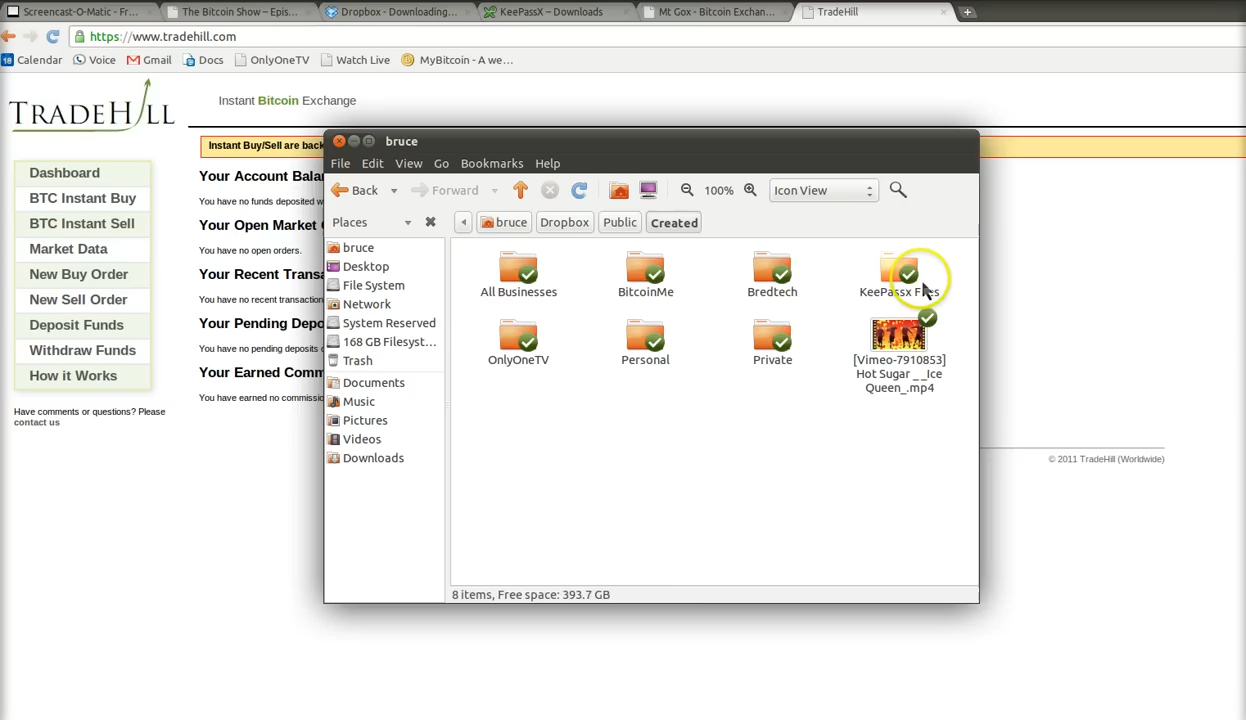 Screencast-O-Matic - Fr...
The Bitcoin Show – Epis...
Dropbox - Downloading...
KeePassX – Downloads
Mt Gox - Bitcoin Exchan...
TradeHill
https://www.tradehill.com
18 Calendar
Voice
Gmail
Docs
OnlyOneTV
Watch Live
MyBitcoin - A we...
TRADEHILL
Instant Bitcoin Exchange
Dashboard
BTC Instant Buy
BTC Instant Sell
Market Data
New Buy Order
New Sell Order
Deposit Funds
Withdraw Funds
How it Works
Have comments or questions? Please
contact us
Instant Buy/Sell are back
Your Account Bala
You have no funds deposited w
Your Open Market
You have no open orders.
Your Recent Transa
You have no recent transaction
Your Pending Depo
You have no pending deposits o
Your Earned Comm
You have earned no commissio
bruce
File Edit View Go Bookmarks Help
Back Forward 100% Icon View
Places
bruce Dropbox Public Created
bruce
Desktop
File System
Network
System Reserved
168 GB Filesyst...
Trash
Documents
Music
Pictures
Videos
Downloads
All Businesses
BitcoinMe
Bredtech
KeePassx Files
OnlyOneTV
Personal
Private
[Vimeo-7910853]
Hot Sugar _ _Ice
Queen_.mp4
8 items, Free space: 393.7 GB
© 2011 TradeHill (Worldwide)